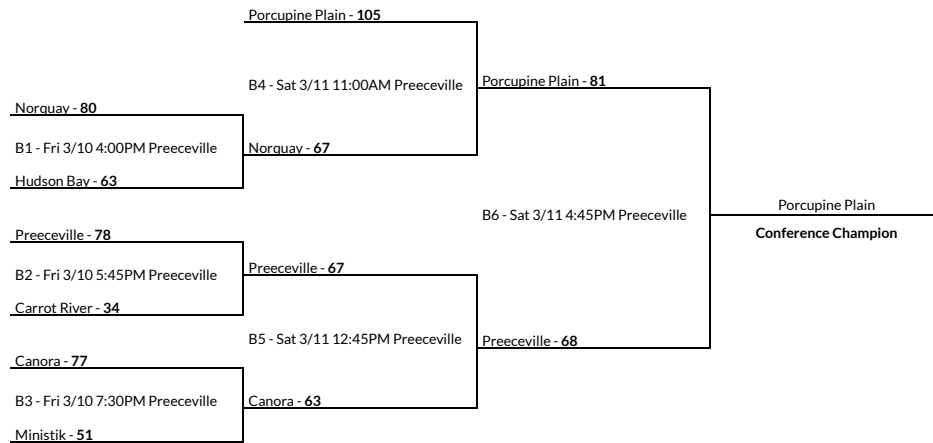 Porcupine Plain - 105
B4 - Sat 3/11 11:00AM Preeceville
Porcupine Plain - 81
Norquay - 80
B1 - Fri 3/10 4:00PM Preeceville
Norquay - 67
Hudson Bay - 63
B6 - Sat 3/11 4:45PM Preeceville
Porcupine Plain
Conference Champion
Preeceville - 78
B2 - Fri 3/10 5:45PM Preeceville
Preeceville - 67
Carrot River - 34
B5 - Sat 3/11 12:45PM Preeceville
Preeceville - 68
Canora - 77
B3 - Fri 3/10 7:30PM Preeceville
Canora - 63
Ministik - 51